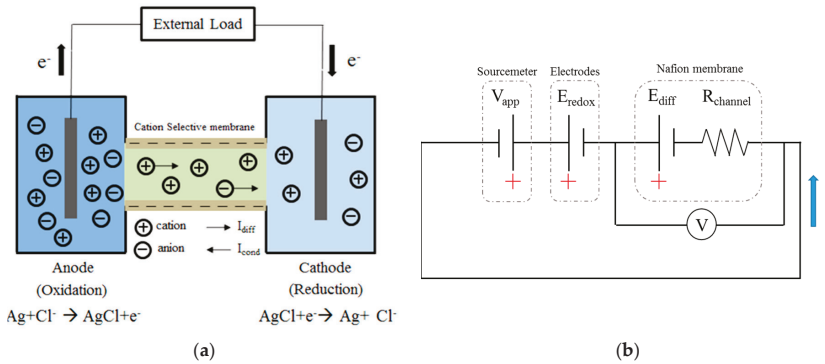 External Load
e⁻
e⁻
Cation Selective membrane
cation
I_diff
anion
I_cond
Anode
(Oxidation)
Ag+Cl⁻ → AgCl+e⁻
Cathode
(Reduction)
AgCl+e⁻→ Ag+ Cl⁻
(a)
Sourcemeter
Electrodes
Nafion membrane
V_app
E_redox
E_diff
R_channel
+
+
+
V
(b)